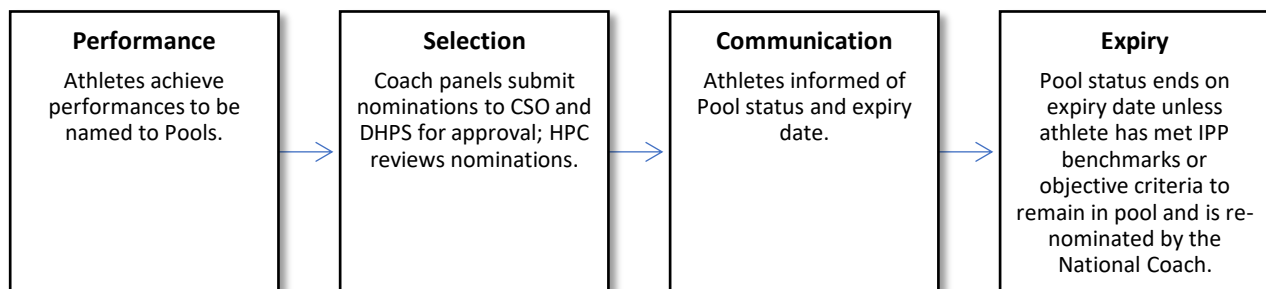 Performance
Athletes achieve
performances to be
named to Pools.
Selection
Coach panels submit
nominations to CSO and
DHPS for approval; HPC
reviews nominations.
Communication
Athletes informed of
Pool status and expiry
date.
Expiry
Pool status ends on
expiry date unless
athlete has met IPP
benchmarks or
objective criteria to
remain in pool and is re-
nominated by the
National Coach.